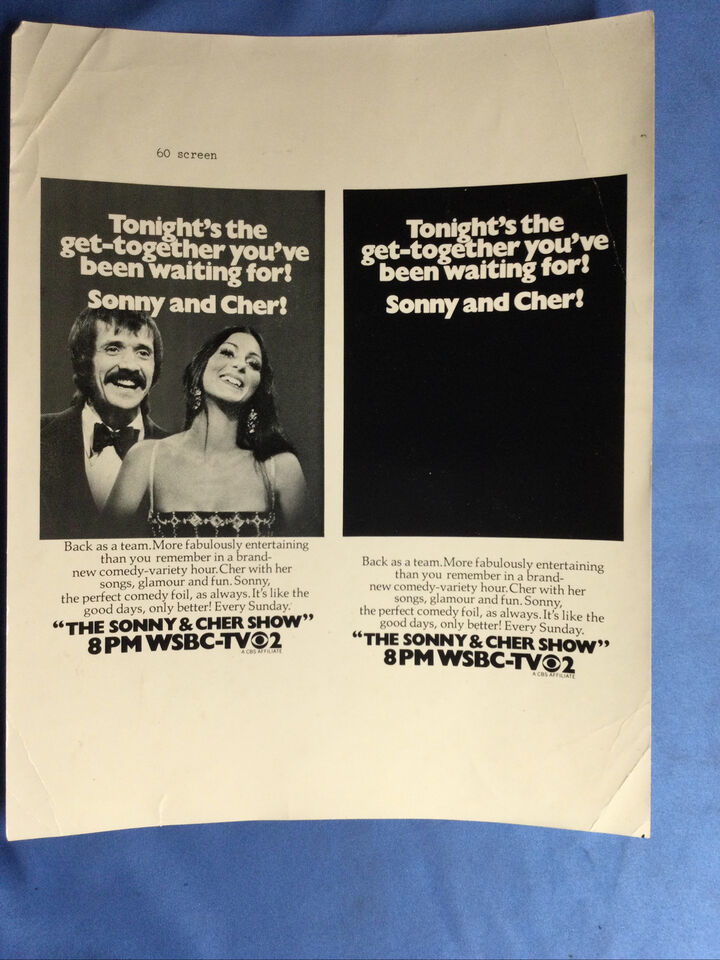 60 screen
Tonight's the
get-together you've
been waiting for!
Sonny and Cher!
Back as a team. More fabulously entertaining
than you remember in a brand-
new comedy-variety hour. Cher with her
songs, glamour and fun. Sonny,
the perfect comedy foil, as always. It's like the
good days, only better! Every Sunday.
"THE SONNY & CHER SHOW"
8PM WSBC-TV 2
A CBS AFFILIATE
Tonight's the
get-together you've
been waiting for!
Sonny and Cher!
Back as a team. More fabulously entertaining
than you remember in a brand-
new comedy-variety hour. Cher with her
songs, glamour and fun. Sonny,
the perfect comedy foil, as always. It's like the
good days, only better! Every Sunday.
"THE SONNY & CHER SHOW"
8PM WSBC-TV 2
A CBS AFFILIATE